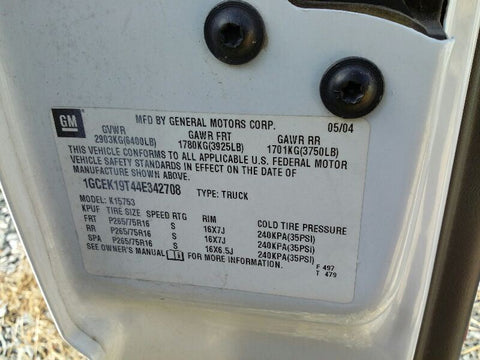 GM
MFD BY GENERAL MOTORS CORP. 05/04
GVWR GAWR FRT GAWR RR
2903KG(6400LB) 1780KG(3925LB) 1701KG(3750LB)
THIS VEHICLE CONFORMS TO ALL APPLICABLE U.S. FEDERAL MOTOR
VEHICLE SAFETY STANDARDS IN EFFECT ON THE DATE OF
MANUFACTURE SHOWN ABOVE.
1GCEK19T44E342708 TYPE: TRUCK
MODEL: K15753
KPUF TIRE SIZE SPEED RTG RIM COLD TIRE PRESSURE
FRT P265/75R16 S 16X7J 240KPA(35PSI)
RR P265/75R16 S 16X7J 240KPA(35PSI)
SPA P265/75R16 S 16X6.5J 240KPA(35PSI)
SEE OWNER'S MANUAL FOR MORE INFORMATION.
F 497
T 479